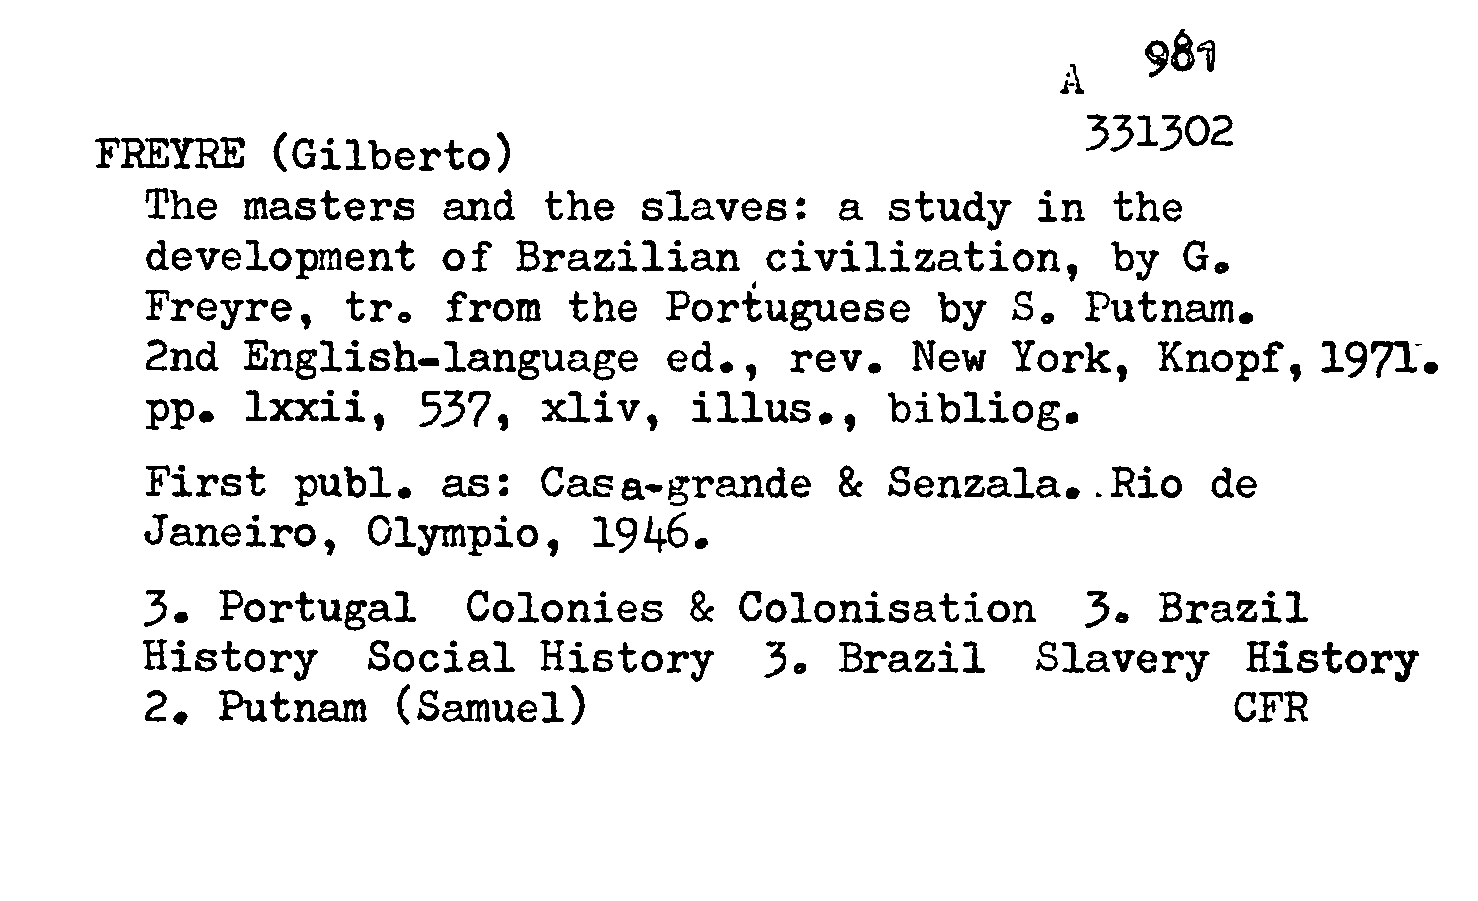 A 981
331302
FREYRE (Gilberto)
The masters and the slaves: a study in the
development of Brazilian civilization, by G.
Freyre, tr. from the Portuguese by S. Putnam.
2nd English-language ed., rev. New York, Knopf, 1971.
pp. lxxii, 537, xliv, illus., bibliog.
First publ. as: Casa-grande & Senzala. Rio de
Janeiro, Olympio, 1946.
3. Portugal Colonies & Colonisation 3. Brazil
History Social History 3. Brazil Slavery History
2. Putnam (Samuel) CFR